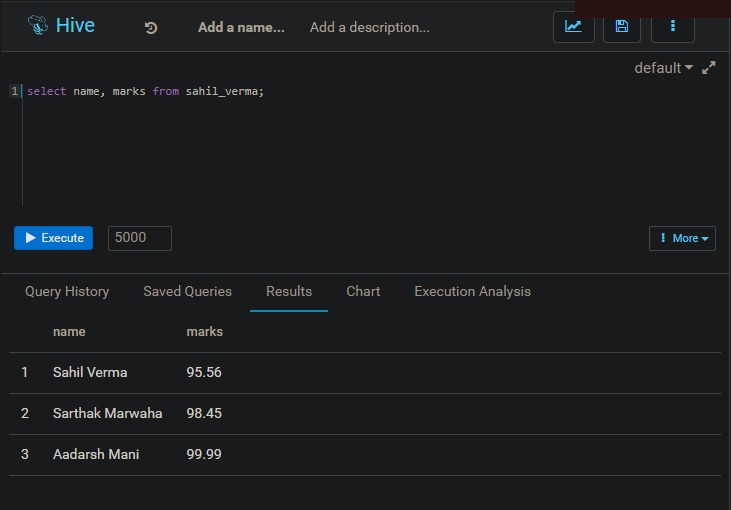 Hive Add a name... Add a description...
default
1 select name, marks from sahil_verma;
Execute 5000 More
Query History Saved Queries Results Chart Execution Analysis
name marks
1 Sahil Verma 95.56
2 Sarthak Marwaha 98.45
3 Aadarsh Mani 99.99